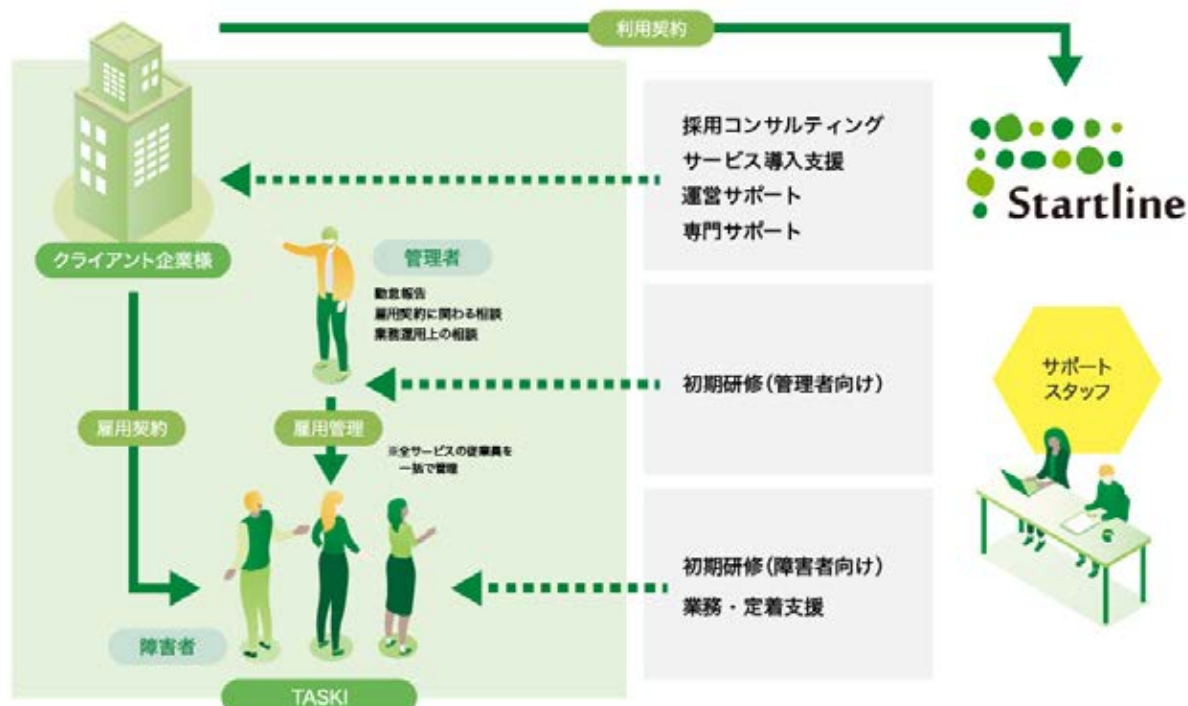 利用契約
採用コンサルティング
サービス導入支援
運営サポート
専門サポート
Startline
クライアント企業様
管理者
勤怠報告
雇用契約に関わる相談
業務運用上の相談
初期研修(管理者向け)
サポート
スタッフ
雇用契約
雇用管理
※全サービスの従業員を
一括で管理
初期研修(障害者向け)
業務・定着支援
障害者
TASKI